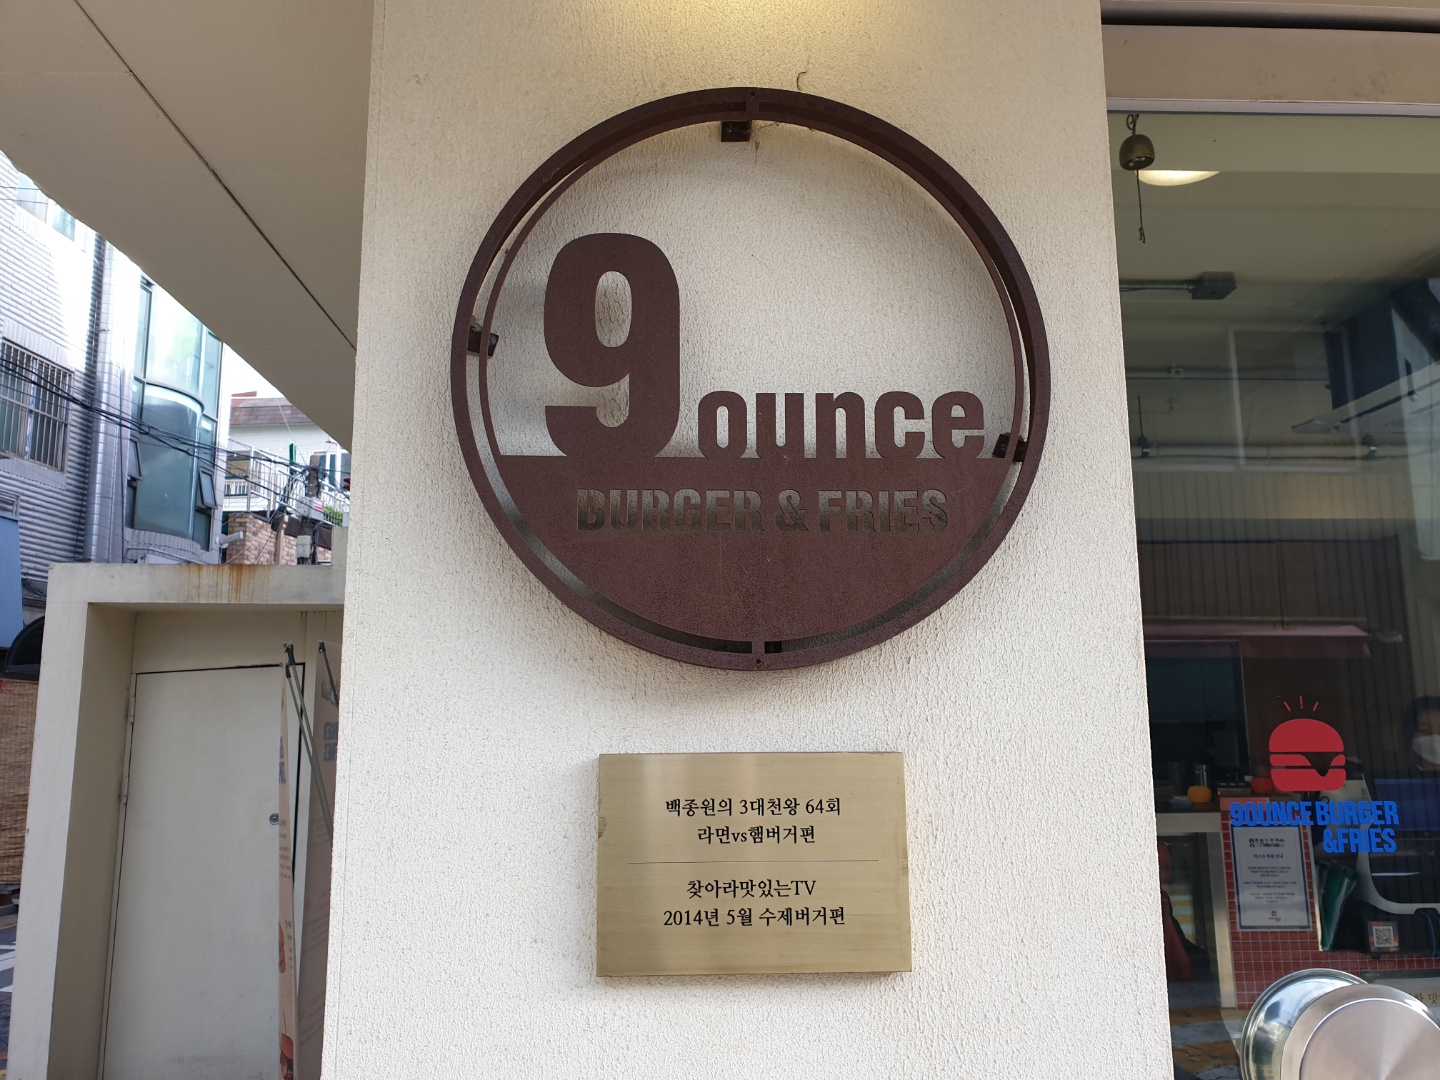 9 ounce
BURGER & FRIES
백종원의 3대천왕 64회
라면vs햄버거편
찾아라맛있는TV
2014년 5월 수제버거편
9OUNCE BURGER
&FRIES